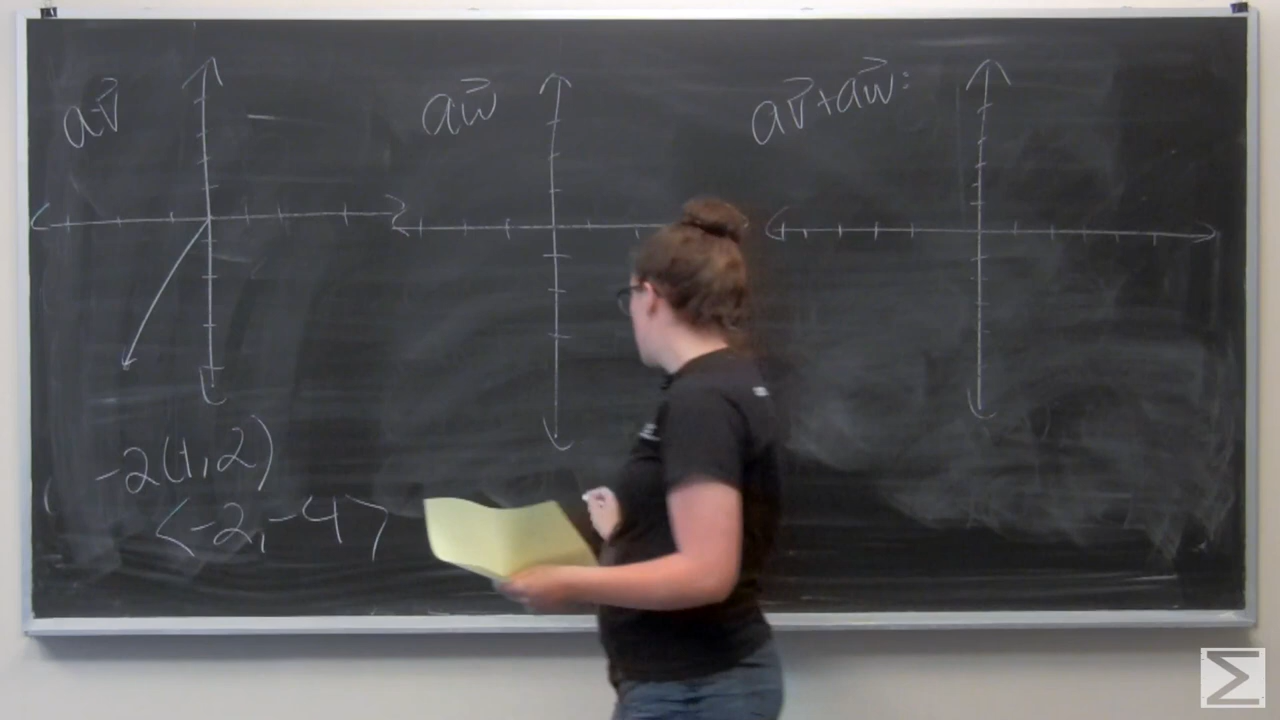 av⃗
aw⃗
av⃗+aw⃗:
-2(1,2)
<-2,-4>
Σ